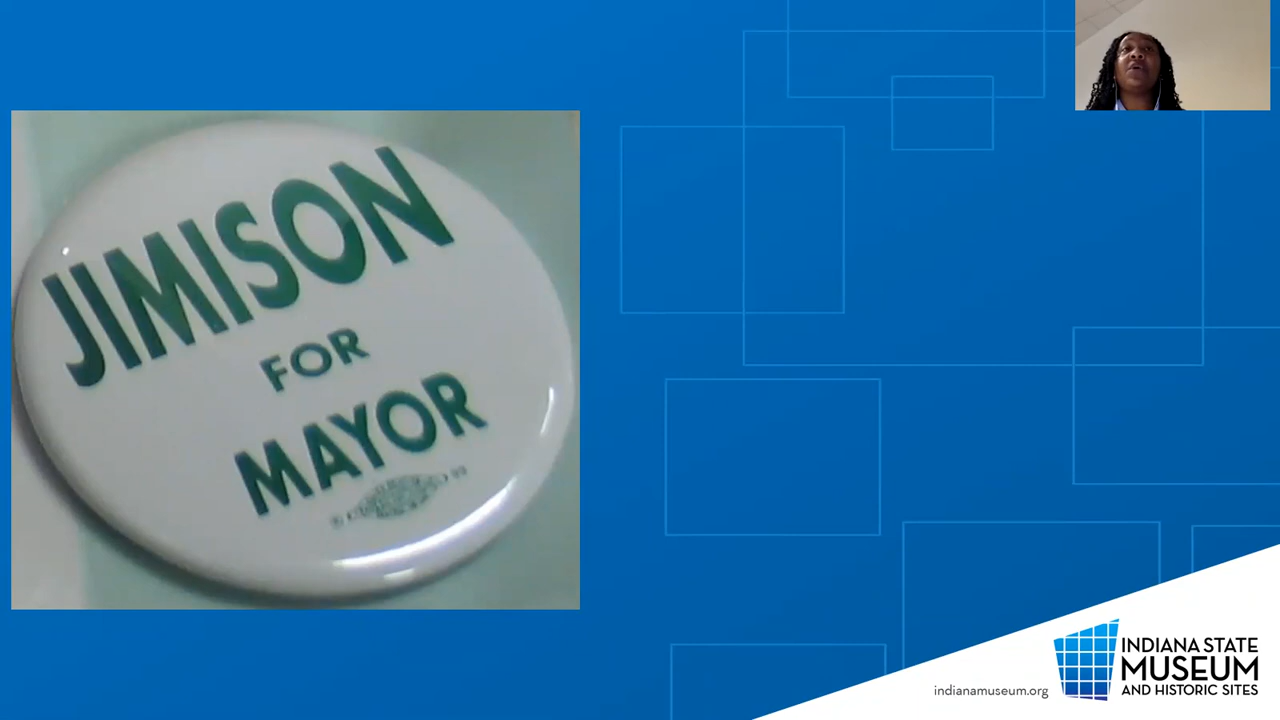 JIMISON
FOR
MAYOR
indianamuseum.org
INDIANA STATE
MUSEUM
AND HISTORIC SITES